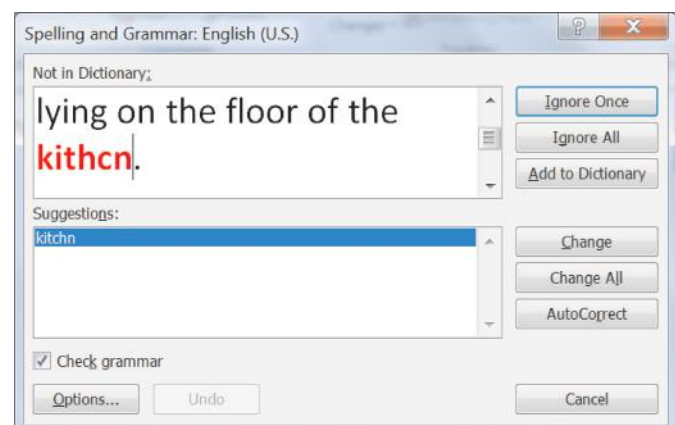 Spelling and Grammar: English (U.S.)
Not in Dictionary:
lying on the floor of the
kithcn.
Ignore Once
Ignore All
Add to Dictionary
Suggestions:
kitchn
Change
Change All
AutoCorrect
Check grammar
Options...
Undo
Cancel